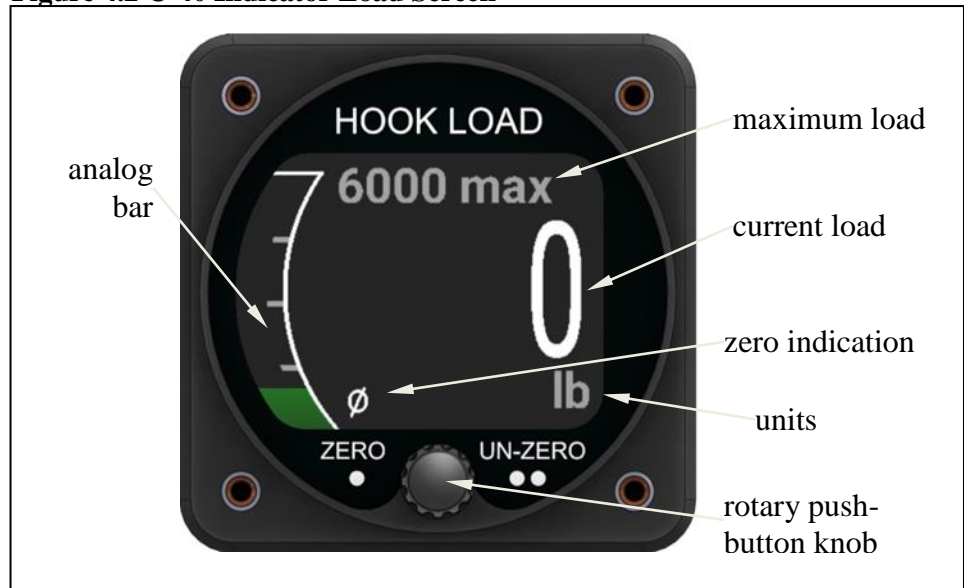 Figure 4.2 C-40 Indicator Load Screen
HOOK LOAD
6000 max
0
lb
Ø
ZERO
UN-ZERO
analog
bar
maximum load
current load
zero indication
units
rotary push-
button knob